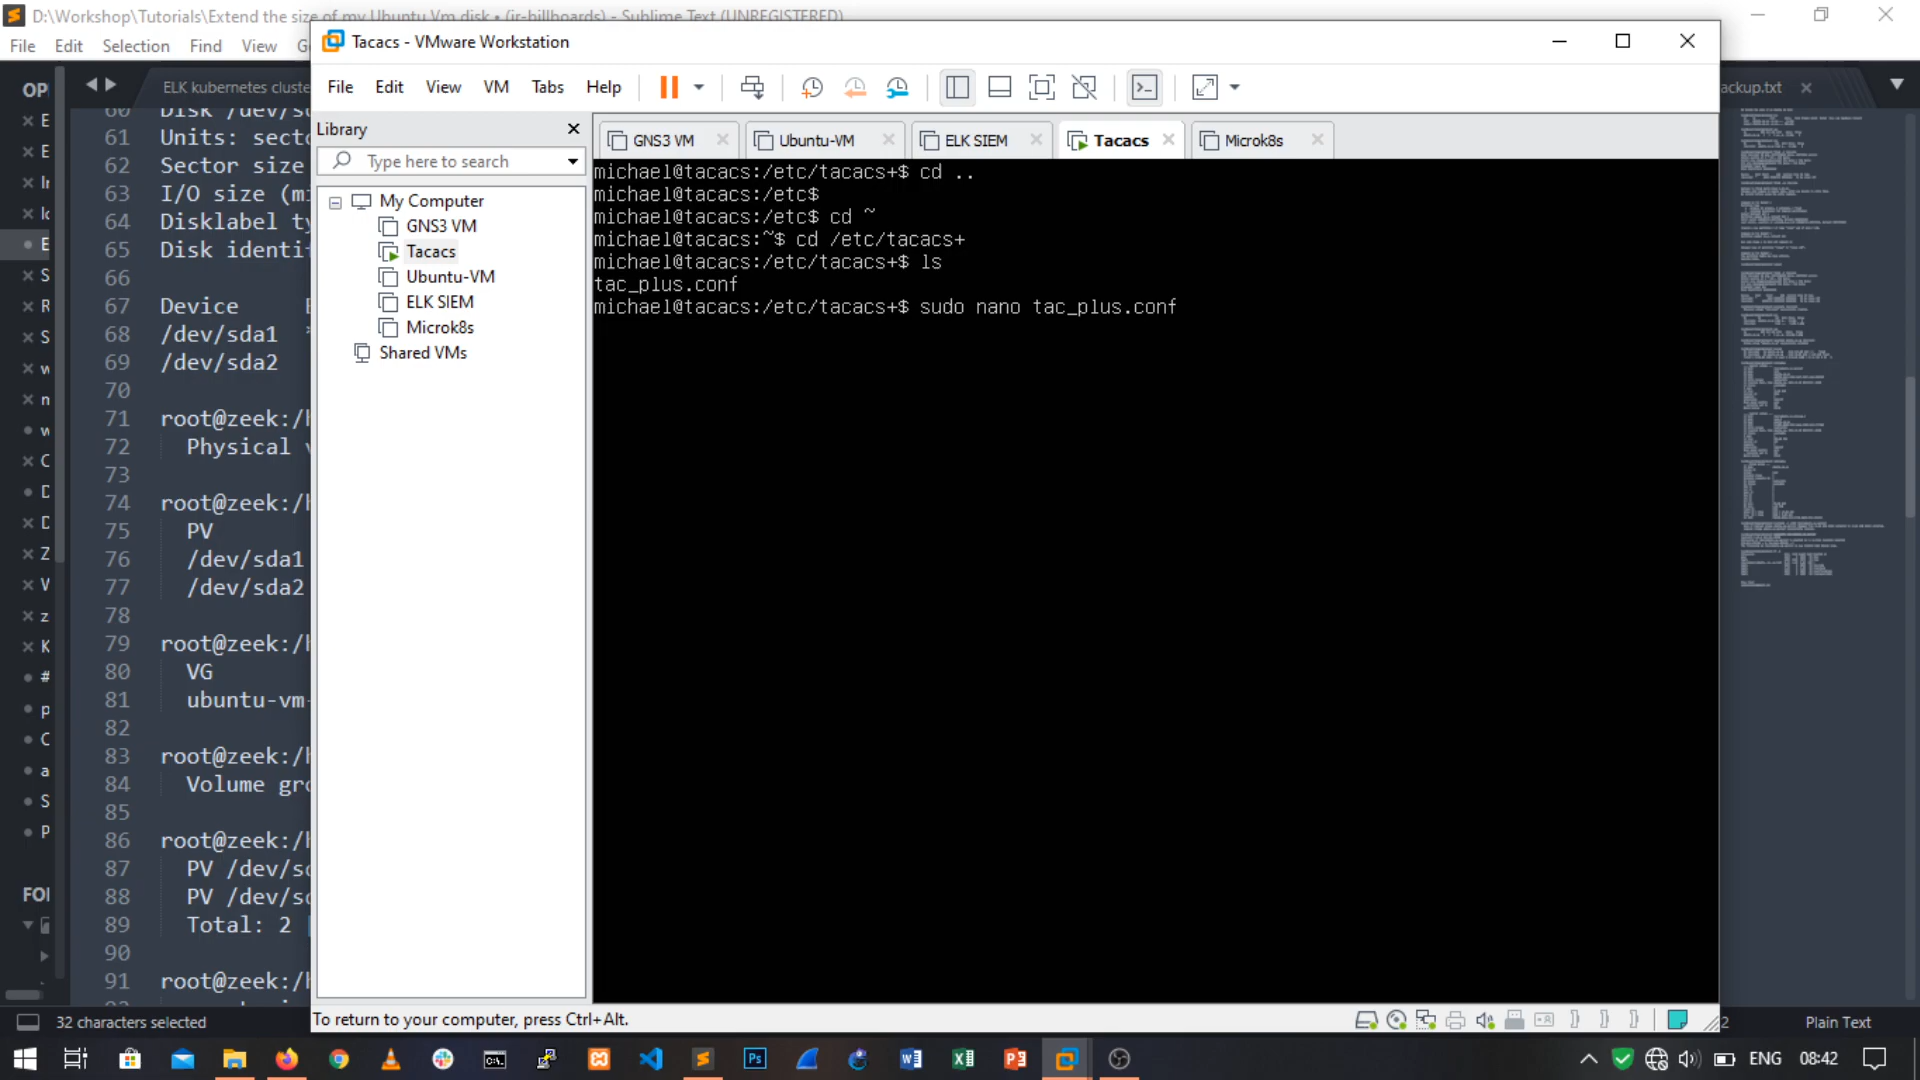 D:\Workshop\Tutorials\Extend the size of my Ubuntu Vm disk • (jr-billboards) - Sublime Text (UNREGISTERED)
File Edit Selection Find View
Tacacs - VMware Workstation
File Edit View VM Tabs Help
ELK kubernetes cluste
ackup.txt
Library
Type here to search
My Computer
GNS3 VM
Tacacs
Ubuntu-VM
ELK SIEM
Microk8s
Shared VMs
GNS3 VM
Ubuntu-VM
ELK SIEM
Tacacs
Microk8s
michael@tacacs:/etc/tacacs+$ cd ..
michael@tacacs:/etc$
michael@tacacs:/etc$ cd ~
michael@tacacs:~$ cd /etc/tacacs+
michael@tacacs:/etc/tacacs+$ ls
tac_plus.conf
michael@tacacs:/etc/tacacs+$ sudo nano tac_plus.conf
61 Units: secto
62 Sector size
63 I/O size (m
64 Disklabel ty
65 Disk identif
66
67 Device
68 /dev/sda1 *
69 /dev/sda2
70
71 root@zeek:/h
72 Physical v
73
74 root@zeek:/h
75 PV
76 /dev/sda1
77 /dev/sda2
78
79 root@zeek:/h
80 VG
81 ubuntu-vm-
82
83 root@zeek:/h
84 Volume gro
85
86 root@zeek:/h
87 PV /dev/sd
88 PV /dev/sd
89 Total: 2
90
91 root@zeek:/h
To return to your computer, press Ctrl+Alt.
32 characters selected
Plain Text
ENG 08:42